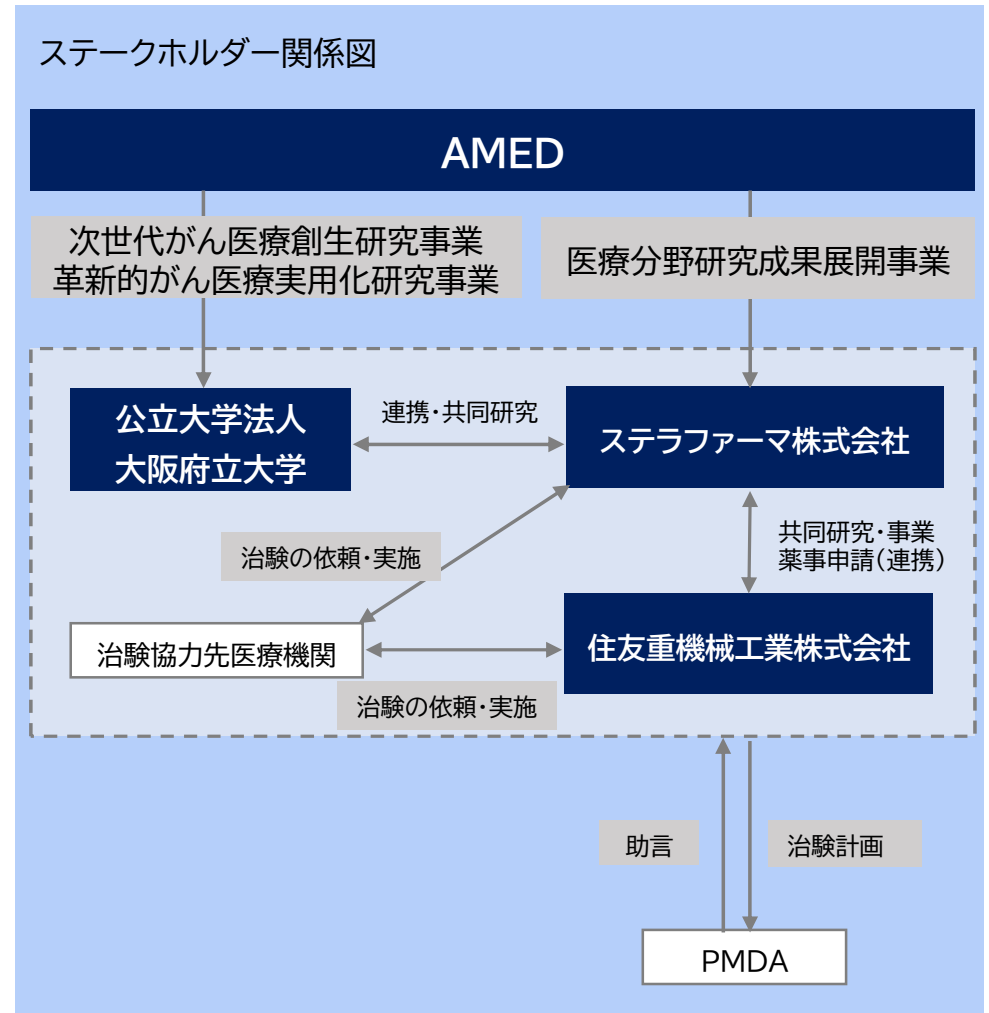 ステークホルダー関係図
AMED
次世代がん医療創生研究事業
革新的がん医療実用化研究事業
医療分野研究成果展開事業
公立大学法人
大阪府立大学
連携・共同研究
ステラファーマ株式会社
治験の依頼・実施
共同研究・事業
薬事申請(連携)
治験協力先医療機関
住友重機械工業株式会社
治験の依頼・実施
助言
治験計画
PMDA